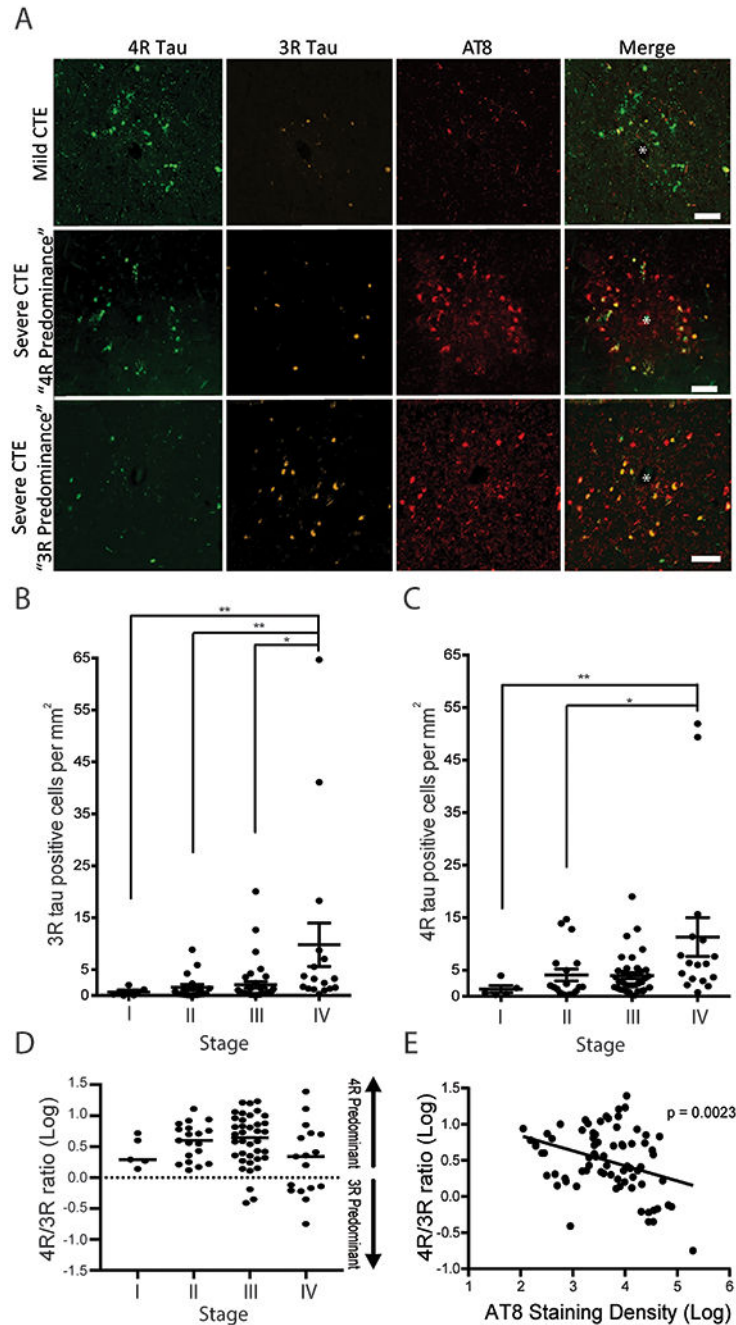 A
4R Tau 3R Tau AT8 Merge
Mild CTE
*
Severe CTE
"4R Predominance"
*
Severe CTE
"3R Predominance"
*
B
**
**
*
65
55
45
35
25
15
5
0
3R tau positive cells per mm²
I II III IV
Stage
C
**
*
65
55
45
35
25
15
5
0
4R tau positive cells per mm²
I II III IV
Stage
D
1.5
1.0
0.5
0.0
0.5
-1.0
-1.5
4R/3R ratio (Log)
4R Predominant
3R Predominant
I II III IV
Stage
E
1.5
1.0
0.5
0.0
0.5
-1.0
4R/3R ratio (Log)
p = 0.0023
1 2 3 4 5 6
AT8 Staining Density (Log)